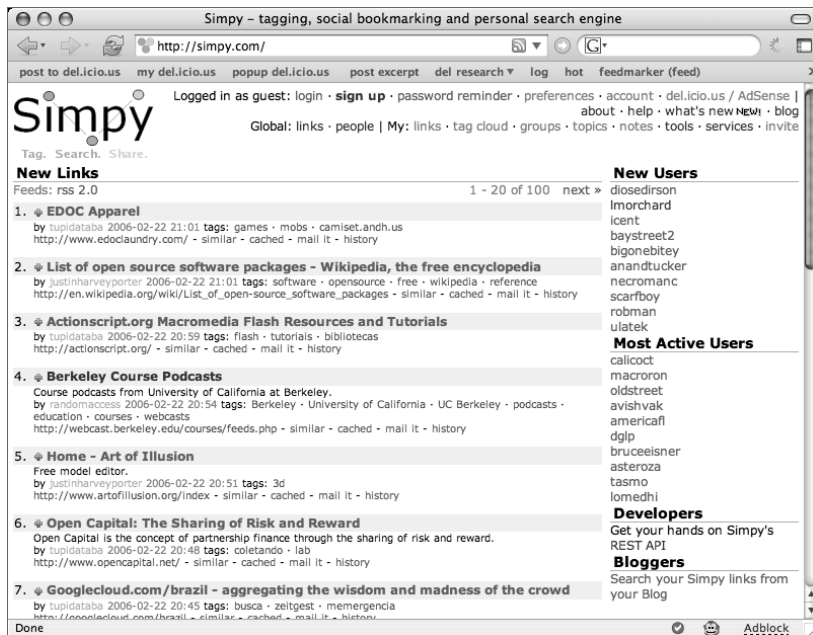 Simpy – tagging, social bookmarking and personal search engine
http://simpy.com/
G
post to del.icio.us my del.icio.us popup del.icio.us post excerpt del research ▾ log hot feedmarker (feed)
Simpy
Tag. Search. Share.
Logged in as guest: login · sign up · password reminder · preferences · account · del.icio.us / AdSense |
about · help · what's new NEW! · blog
Global: links · people | My: links · tag cloud · groups · topics · notes · tools · services · invite
New Links
Feeds: rss 2.0 1 - 20 of 100 next »
1. EDOC Apparel
by tupidataba 2006-02-22 21:01 tags: games · mobs · camiset.andh.us
http://www.edoclaundry.com/ - similar - cached - mail it - history
2. List of open source software packages - Wikipedia, the free encyclopedia
by justinharveyporter 2006-02-22 21:01 tags: software · opensource · free · wikipedia · reference
http://en.wikipedia.org/wiki/List_of_open-source_software_packages - similar - cached - mail it - history
3. Actionscript.org Macromedia Flash Resources and Tutorials
by tupidataba 2006-02-22 20:59 tags: flash · tutoriais · bibliotecas
http://actionscript.org/ - similar - cached - mail it - history
4. Berkeley Course Podcasts
Course podcasts from University of California at Berkeley.
by randomaccess 2006-02-22 20:54 tags: Berkeley · University of California · UC Berkeley · podcasts ·
education · courses · webcasts
http://webcast.berkeley.edu/courses/feeds.php - similar - cached - mail it - history
5. Home - Art of Illusion
Free model editor.
by justinharveyporter 2006-02-22 20:51 tags: 3d
http://www.artofillusion.org/index - similar - cached - mail it - history
6. Open Capital: The Sharing of Risk and Reward
Open Capital is the concept of partnership finance through the sharing of risk and reward.
by tupidataba 2006-02-22 20:48 tags: coletando · lab
http://www.opencapital.net/ - similar - cached - mail it - history
7. Googlecloud.com/brazil - aggregating the wisdom and madness of the crowd
by tupidataba 2006-02-22 20:45 tags: busca · zeitgest · memergencia
http://googlecloud.com/brazil - similar - cached - mail it - history
New Users
diosedirson
lmorchard
icent
baystreet2
bigonebitey
anandtucker
necromanc
scarfboy
robman
ulatek
Most Active Users
calicoct
macroron
oldstreet
avishvak
americafl
dglp
bruceeisner
asteroza
tasmo
lomedhi
Developers
Get your hands on Simpy's
REST API
Bloggers
Search your Simpy links from
your Blog
Done Adblock